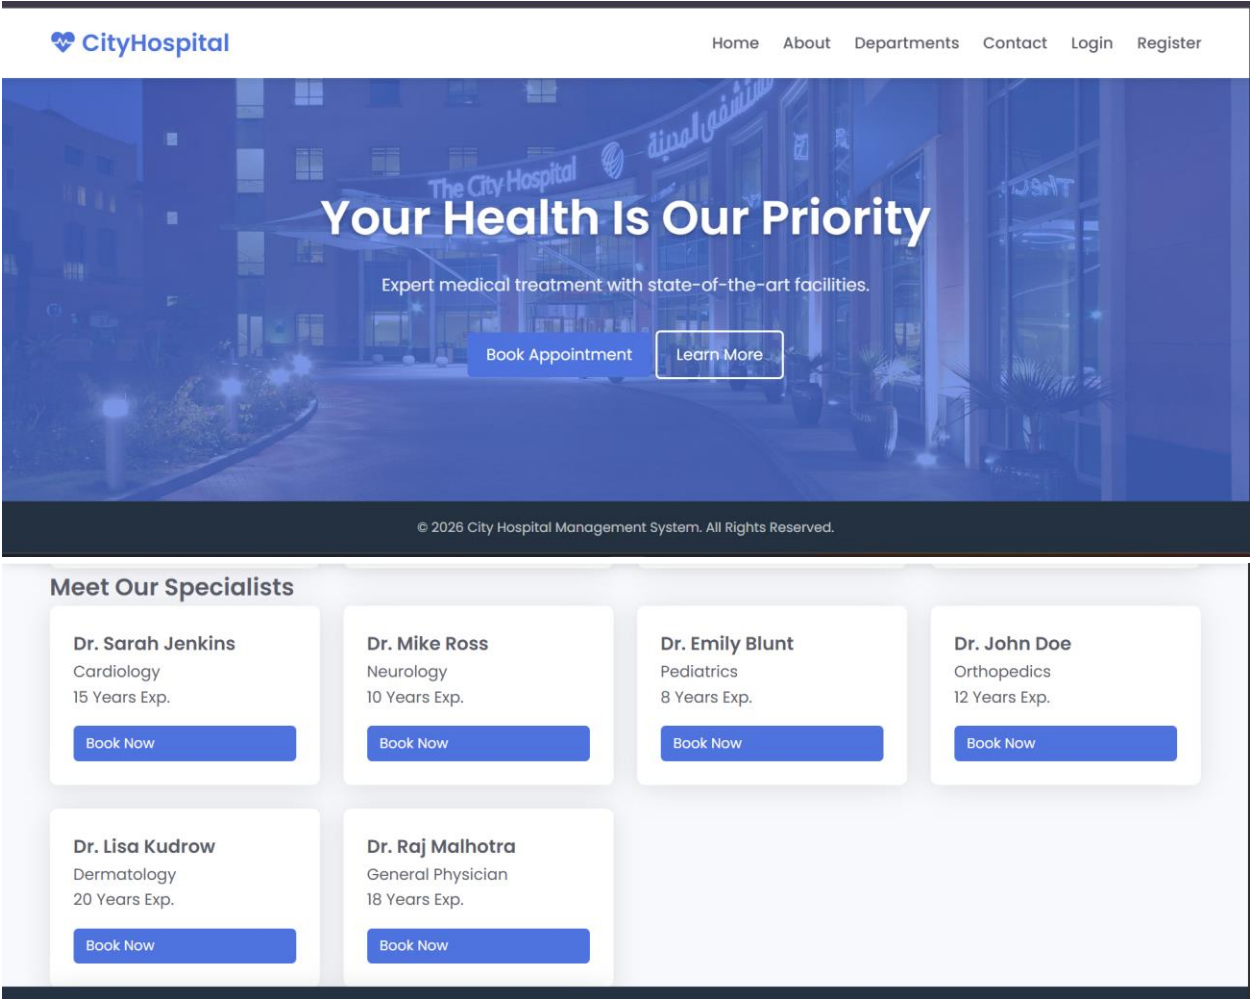 CityHospital
Home About Departments Contact Login Register
The City Hospital مستشفى المدينة
Your Health Is Our Priority
Expert medical treatment with state-of-the-art facilities.
Book Appointment Learn More
© 2026 City Hospital Management System. All Rights Reserved.
Meet Our Specialists
Dr. Sarah Jenkins
Cardiology
15 Years Exp.
Book Now
Dr. Mike Ross
Neurology
10 Years Exp.
Book Now
Dr. Emily Blunt
Pediatrics
8 Years Exp.
Book Now
Dr. John Doe
Orthopedics
12 Years Exp.
Book Now
Dr. Lisa Kudrow
Dermatology
20 Years Exp.
Book Now
Dr. Raj Malhotra
General Physician
18 Years Exp.
Book Now